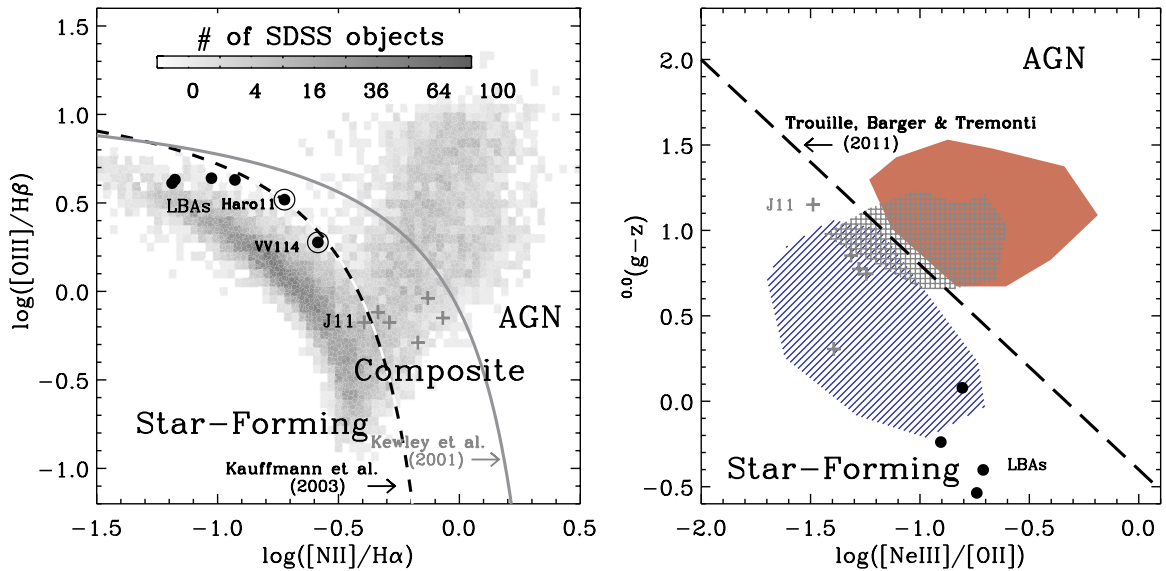 # of SDSS objects
0 4 16 36 64 100
1.5
1.0
0.5
0.0
−0.5
−1.0
log([OIII]/Hβ)
LBAs
Haro11
VV114
J11
AGN
Composite
Star−Forming
Kewley et al.
(2001)
Kauffmann et al.
(2003)
−1.5 −1.0 −0.5 0.0 0.5
log([NII]/Hα)
2.0
1.5
1.0
0.5
0.0
−0.5
0.0(g−z)
AGN
Trouille, Barger & Tremonti
(2011)
J11
LBAs
Star−Forming
−2.0 −1.5 −1.0 −0.5 0.0
log([NeIII]/[OII])